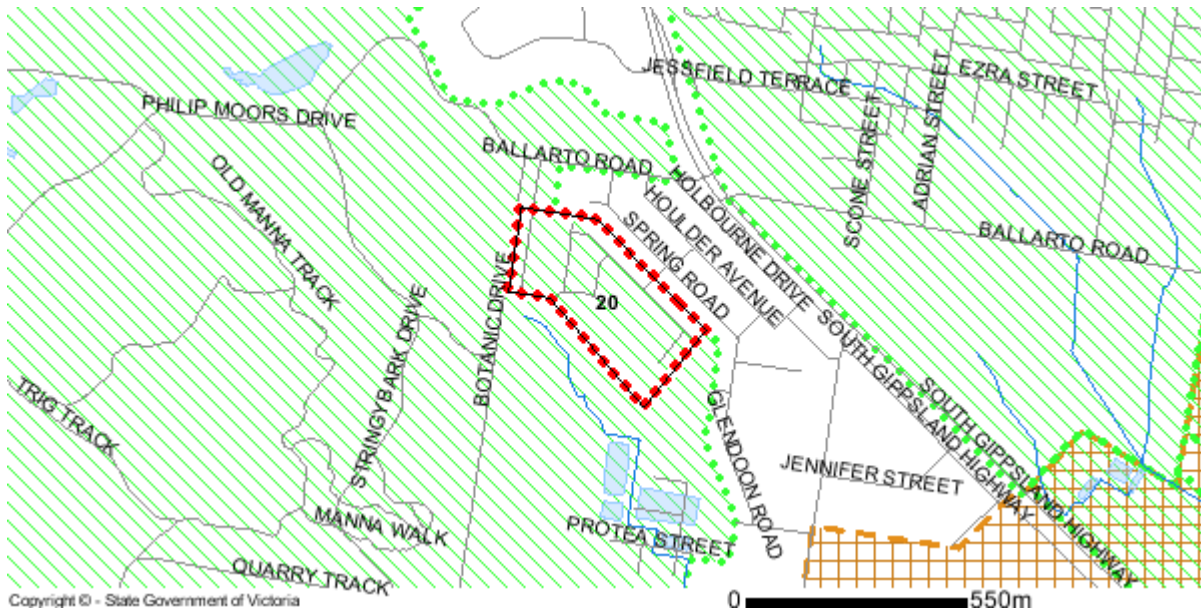 JESSFIELD TERRACE
EZRA STREET
PHILIP MOORS DRIVE
SCONE STREET
ADRIAN STREET
BALLARTO ROAD
OLD MANNA TRACK
HOLBOURNE DRIVE
HOULDER AVENUE
SPRING ROAD
BALLARTO ROAD
BOTANIC DRIVE
20
STRINGYBARK DRIVE
SOUTH GIPPSLAND HIGHWAY
SOUTH GIPPSLAND HIGHWAY
TRIG TRACK
GLENDOON ROAD
JENNIFER STREET
MANNA WALK
PROTEA STREET
QUARRY TRACK
Copyright © - State Government of Victoria
0 550m